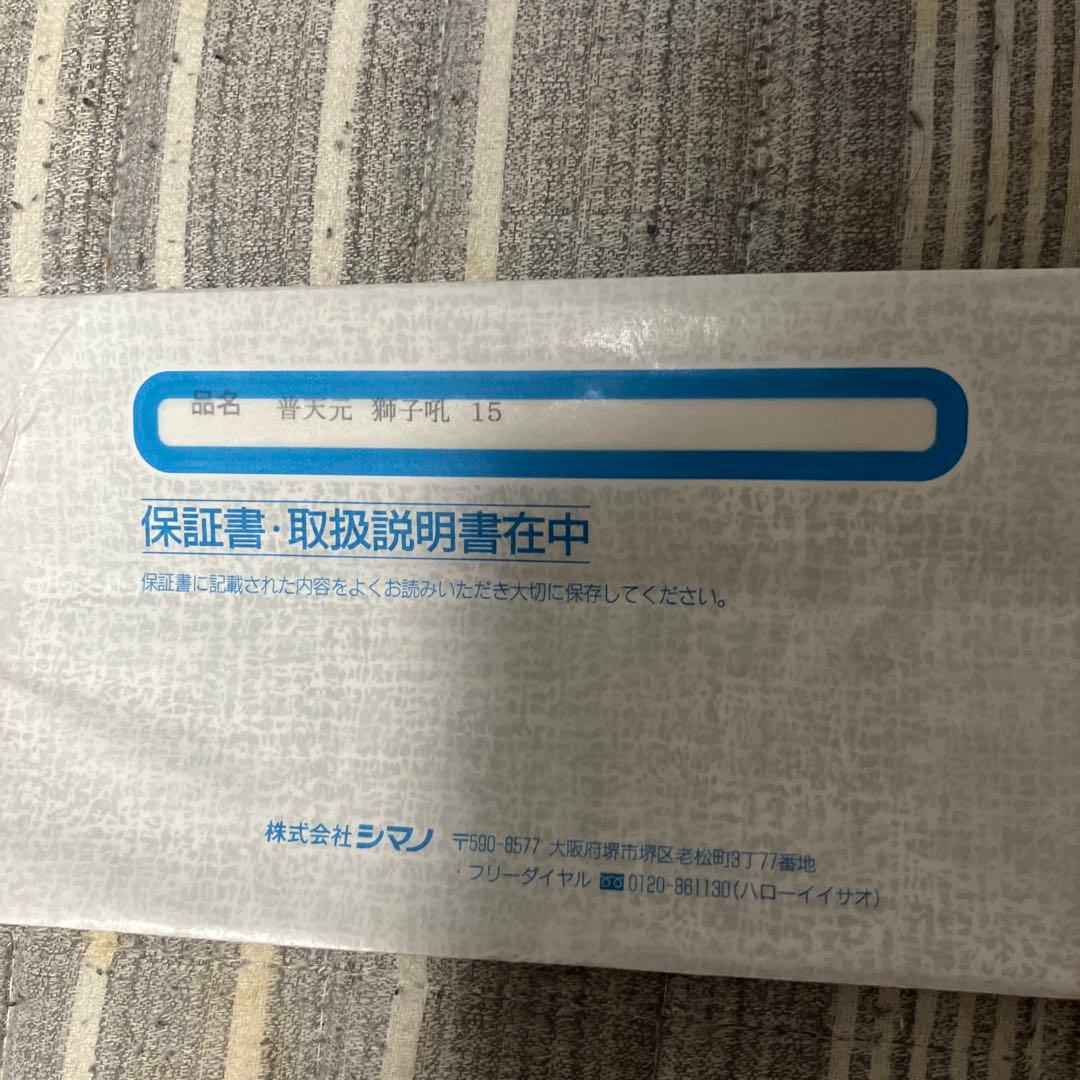 品名 普天元 獅子吼 15
保証書・取扱説明書在中
保証書に記載された内容をよくお読みいただき大切に保存してください。
株式会社シマノ 〒590-8577 大阪府堺市堺区老松町3丁77番地
・フリーダイヤル 0120-861130(ハローイイサオ)